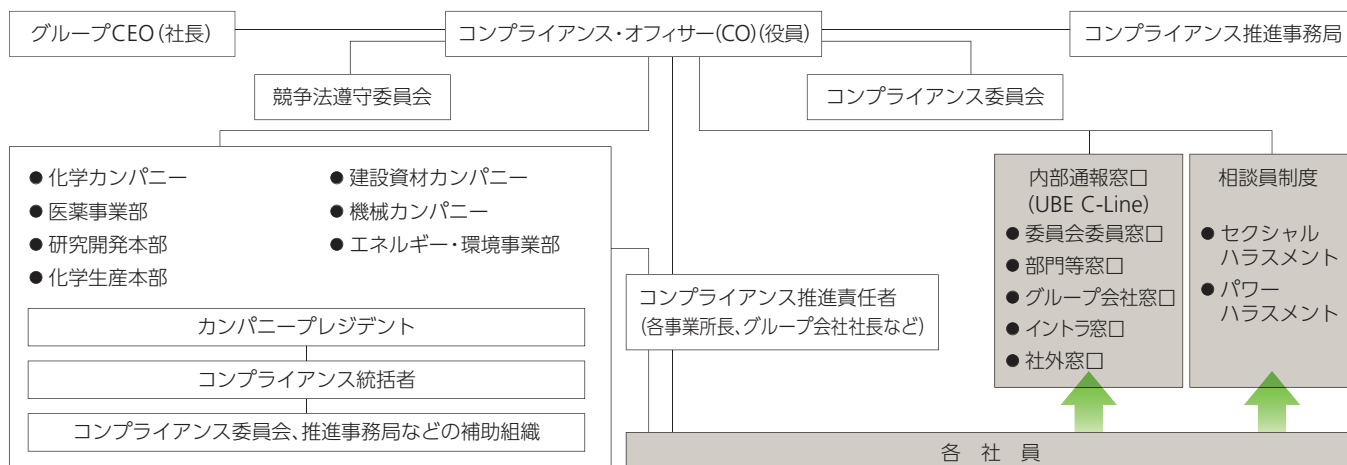 グループCEO(社長)
コンプライアンス・オフィサー(CO)(役員)
コンプライアンス推進事務局
競争法遵守委員会
コンプライアンス委員会
● 化学カンパニー
● 医薬事業部
● 研究開発本部
● 化学生産本部
● 建設資材カンパニー
● 機械カンパニー
● エネルギー・環境事業部
カンパニープレジデント
コンプライアンス統括者
コンプライアンス委員会、推進事務局などの補助組織
コンプライアンス推進責任者
(各事業所長、グループ会社社長など)
内部通報窓口
(UBE C-Line)
● 委員会委員窓口
● 部門等窓口
● グループ会社窓口
● イントラ窓口
● 社外窓口
相談員制度
● セクシャル
ハラスメント
● パワー
ハラスメント
各 社 員